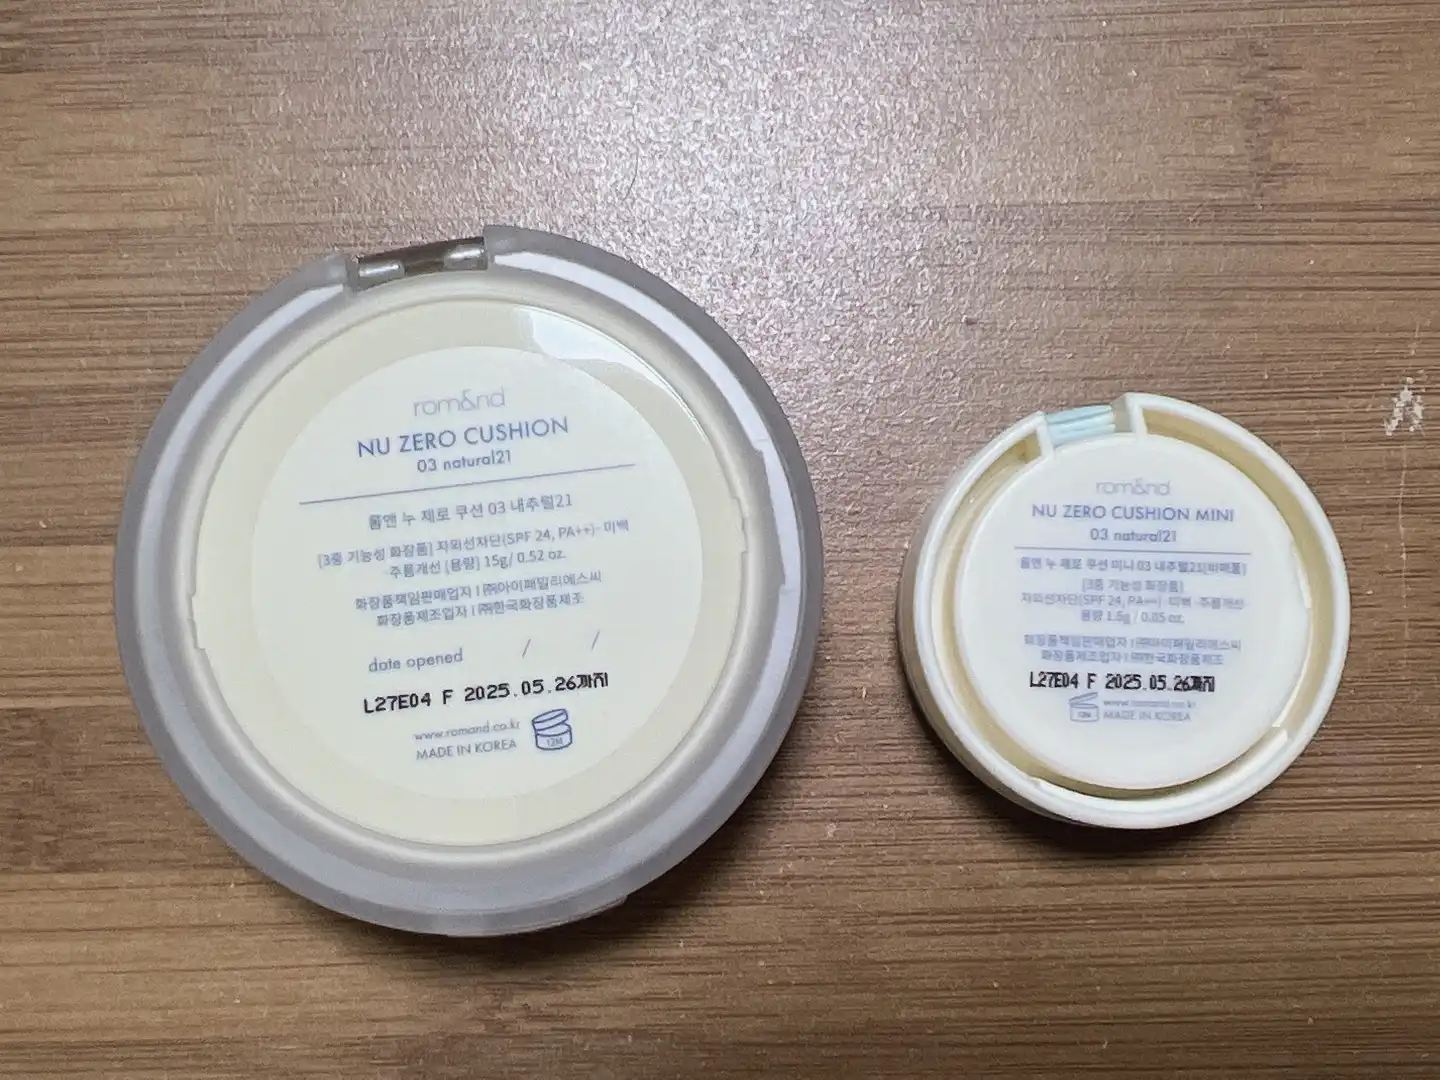 rom&nd
NU ZERO CUSHION
03 natural21
롬앤 누 제로 쿠션 03 내추럴21
[3중 기능성 화장품] 자외선차단(SPF 24, PA++)· 미백
·주름개선 [용량] 15g/ 0.52 oz.
화장품책임판매업자 I ㈜아이패밀리에스씨
화장품제조업자 I ㈜한국화장품제조
date opened / /
L27E04 F 2025.05.26까지
www.romand.co.kr
MADE IN KOREA
12M
rom&nd
NU ZERO CUSHION MINI
03 natural21
롬앤 누 제로 쿠션 미니 03 내추럴21[비매품]
[3중 기능성 화장품]
자외선차단(SPF 24, PA++)· 미백 ·주름개선
용량 1.5g / 0.05 oz.
화장품책임판매업자 I ㈜아이패밀리에스씨
화장품제조업자 I ㈜한국화장품제조
L27E04 F 2025.05.26까지
www.romand.co.kr
MADE IN KOREA
12M